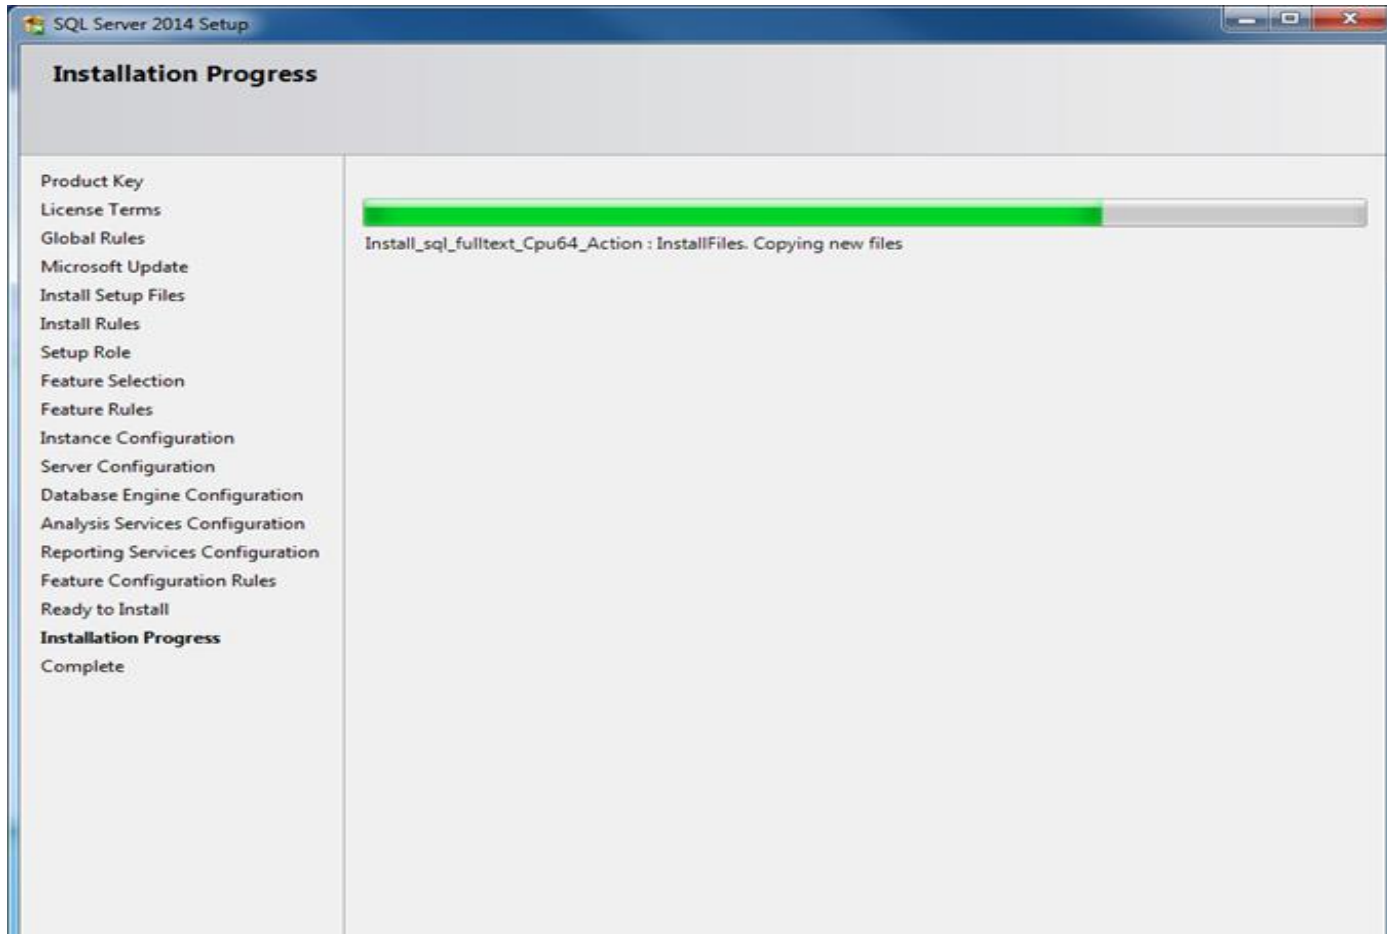 SQL Server 2014 Setup
Installation Progress
Product Key
License Terms
Global Rules
Microsoft Update
Install Setup Files
Install Rules
Setup Role
Feature Selection
Feature Rules
Instance Configuration
Server Configuration
Database Engine Configuration
Analysis Services Configuration
Reporting Services Configuration
Feature Configuration Rules
Ready to Install
Installation Progress
Complete
Install_sql_fulltext_Cpu64_Action : InstallFiles. Copying new files